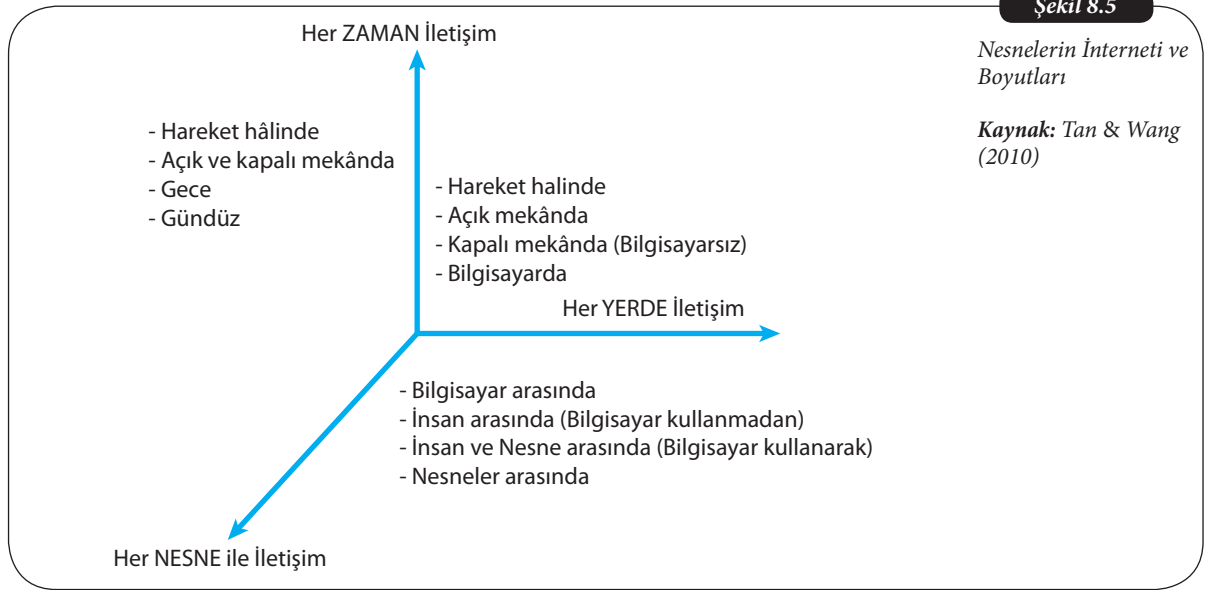 Şekil 8.5
Nesnelerin İnterneti ve
Boyutları
Kaynak: Tan & Wang
(2010)
Her ZAMAN İletişim
- Hareket hâlinde
- Açık ve kapalı mekânda
- Gece
- Gündüz
- Hareket halinde
- Açık mekânda
- Kapalı mekânda (Bilgisayarsız)
- Bilgisayarda
Her YERDE İletişim
- Bilgisayar arasında
- İnsan arasında (Bilgisayar kullanmadan)
- İnsan ve Nesne arasında (Bilgisayar kullanarak)
- Nesneler arasında
Her NESNE ile İletişim